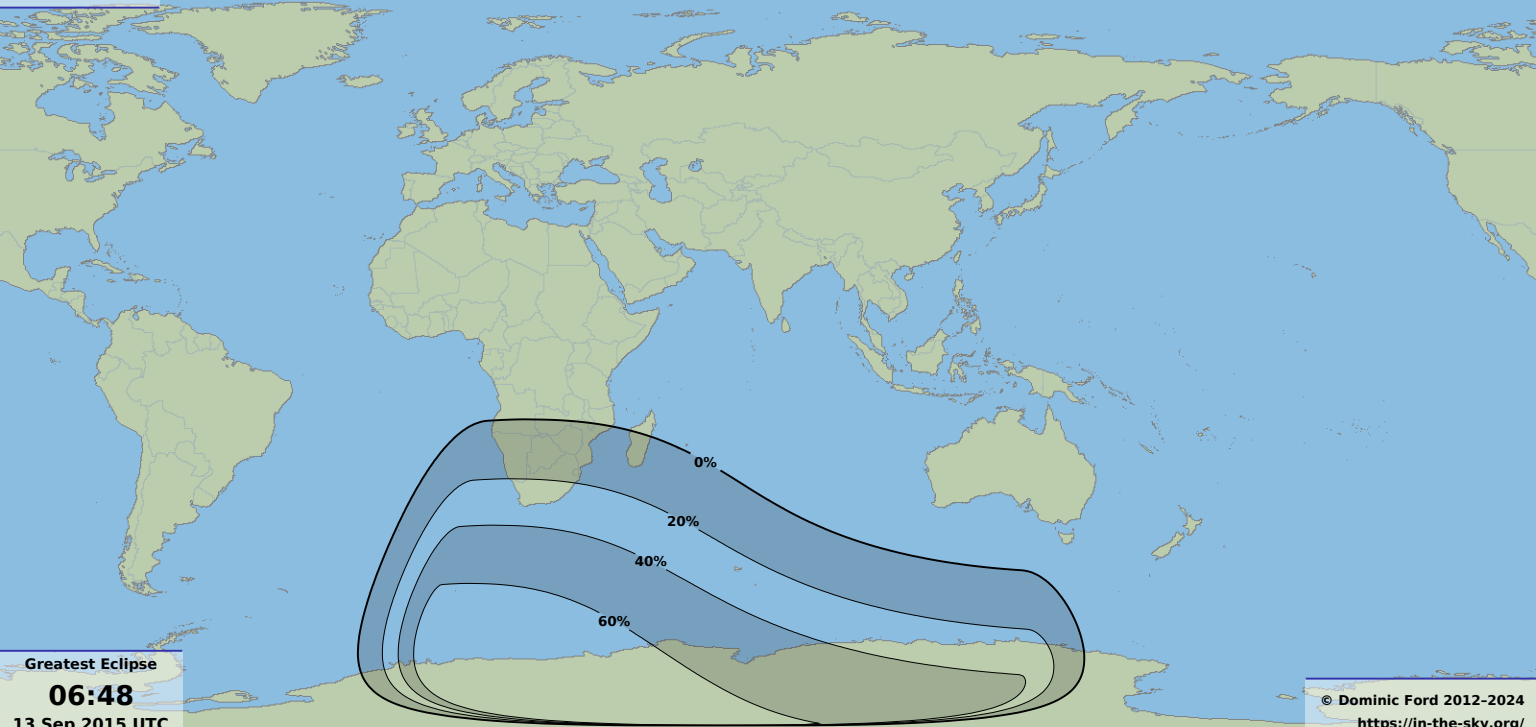 0%
20%
40%
60%
Greatest Eclipse
06:48
13 Sep 2015 UTC
© Dominic Ford 2012–2024
https://in-the-sky.org/